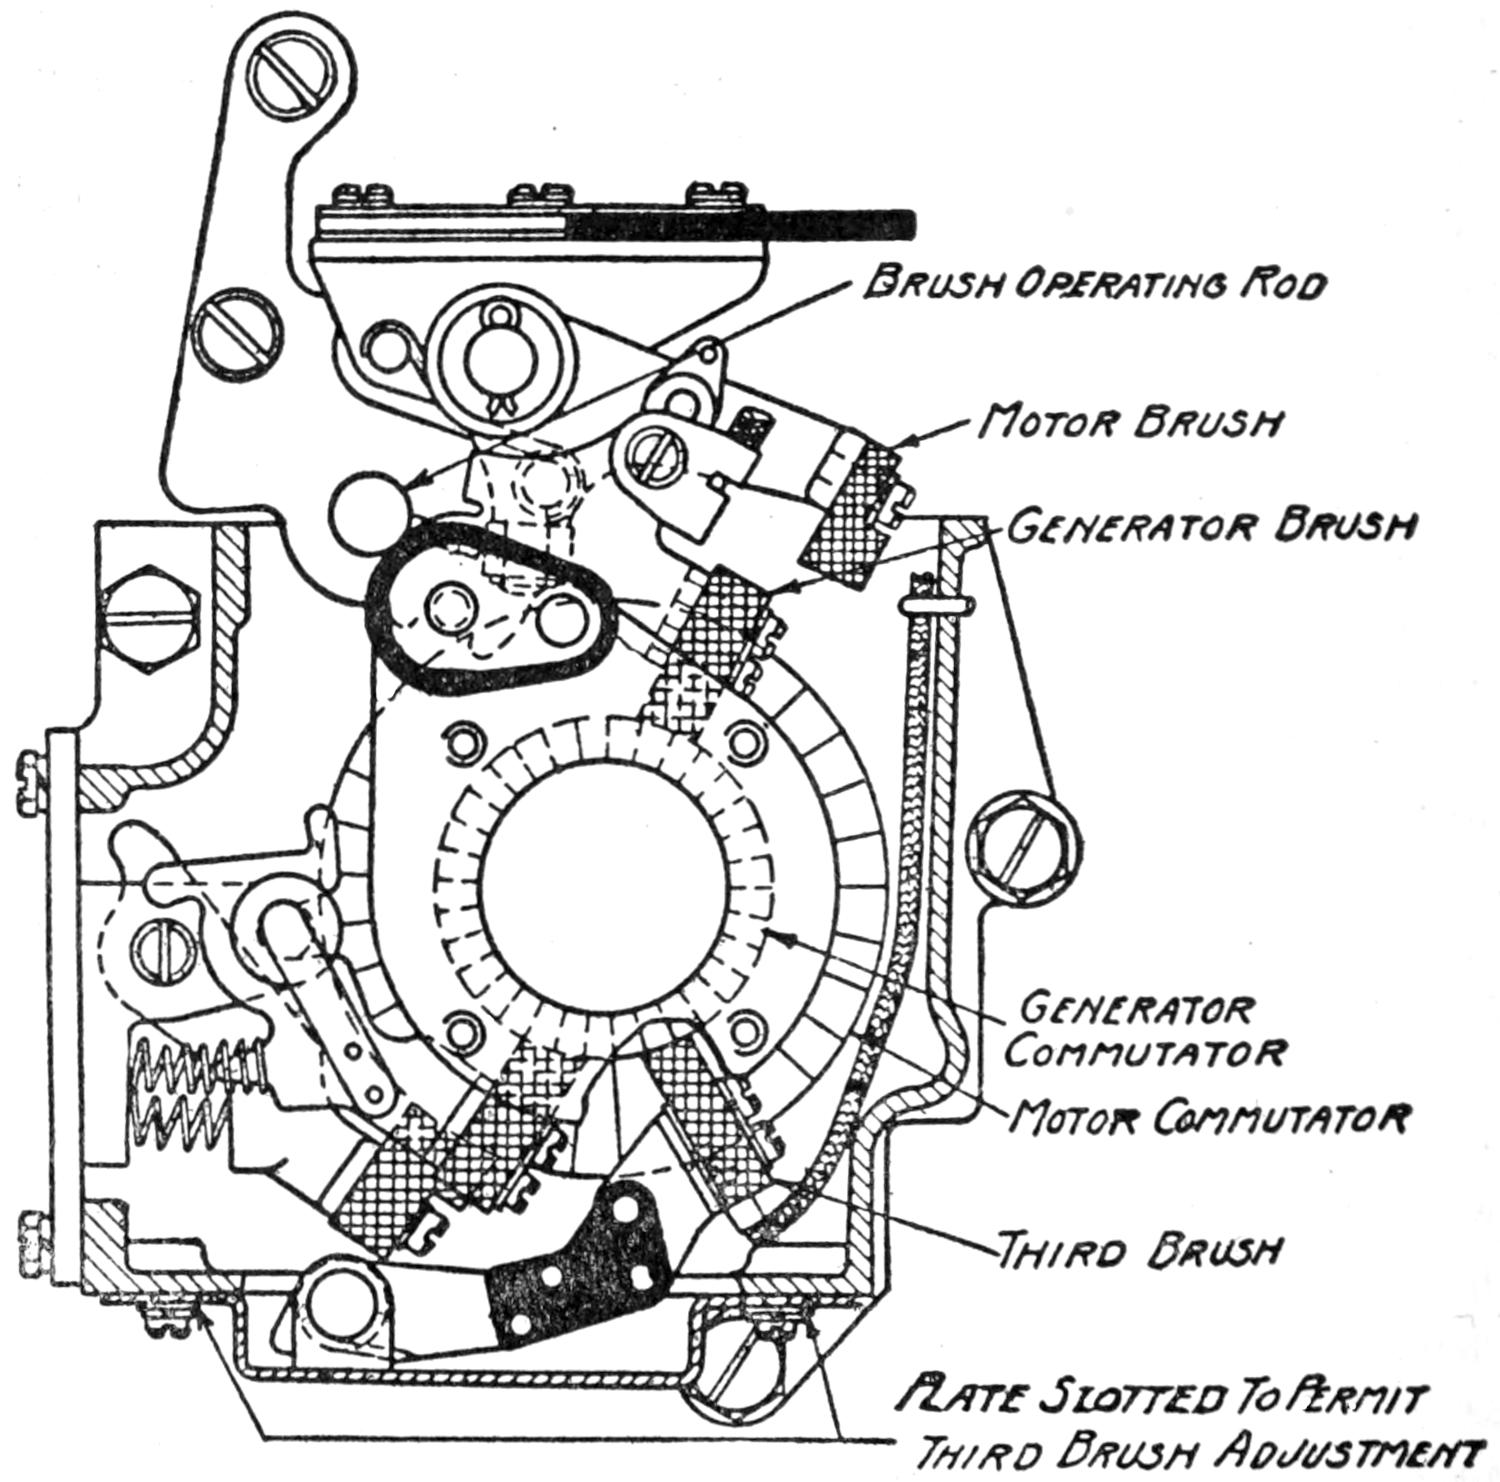 BRUSH OPERATING ROD
MOTOR BRUSH
GENERATOR BRUSH
GENERATOR
COMMUTATOR
MOTOR COMMUTATOR
THIRD BRUSH
PLATE SLOTTED TO PERMIT
THIRD BRUSH ADJUSTMENT